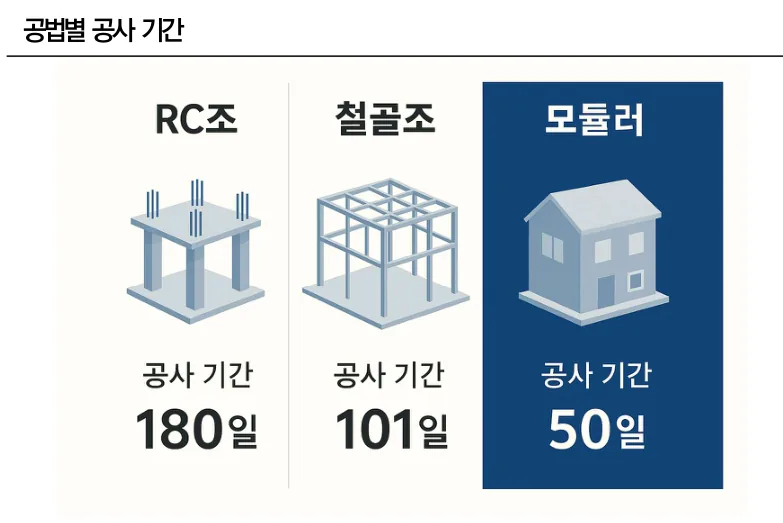 공법별 공사 기간
RC조
철골조
모듈러
공사 기간
180일
공사 기간
101일
공사 기간
50일